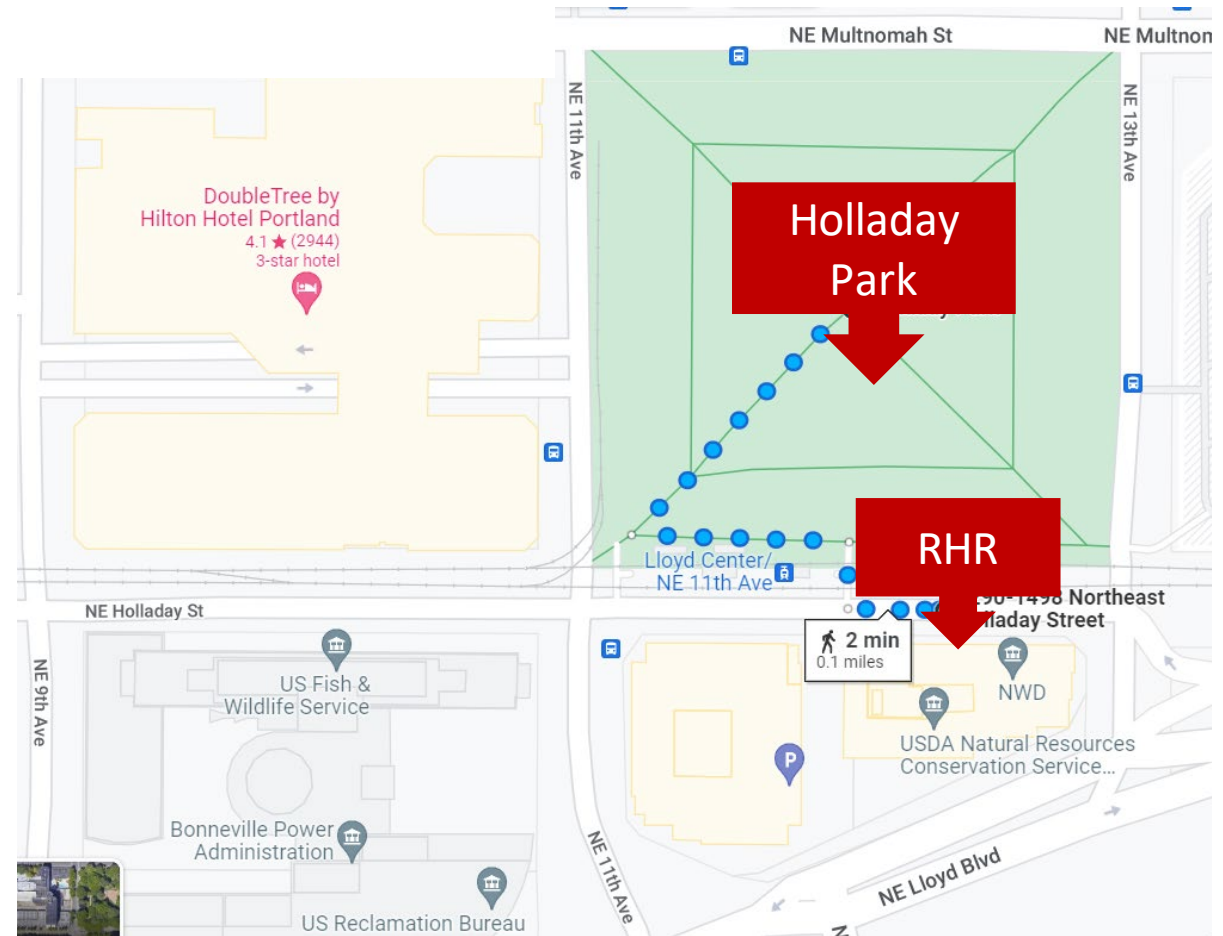 NE Multnomah St
NE Multnom
NE 11th Ave
NE 13th Ave
DoubleTree by
Hilton Hotel Portland
4.1 ★ (2944)
3-star hotel
Holladay
Park
RHR
Lloyd Center/
NE 11th Ave
NE Holladay St
90-1498 Northeast
lladay Street
2 min
0.1 miles
NE 9th Ave
US Fish &
Wildlife Service
NWD
USDA Natural Resources
Conservation Service...
P
Bonneville Power
Administration
NE 11th Ave
NE Lloyd Blvd
US Reclamation Bureau
N